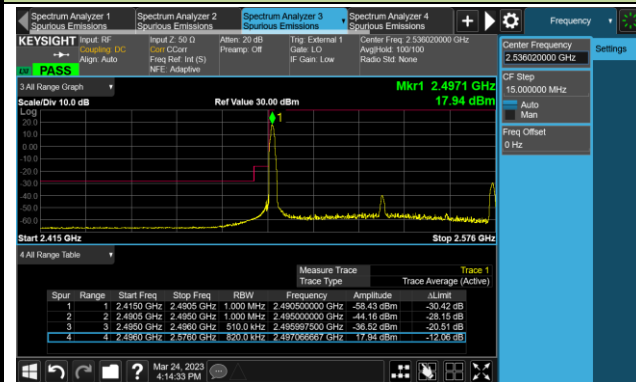 Spectrum Analyzer 1
Spurious Emissions
Spectrum Analyzer 2
Spurious Emissions
Spectrum Analyzer 3
Spurious Emissions
Spectrum Analyzer 4
Spurious Emissions
Frequency
KEYSIGHT
Input: RF
Coupling: DC
Align: Auto
Input Z: 50 Ω
Corr CCorr
Freq Ref: Int (S)
NFE: Adaptive
Atten: 20 dB
Preamp: Off
Trig: External 1
Gate: LO
IF Gain: Low
Center Freq: 2.536020000 GHz
Avg|Hold: 100/100
Radio Std: None
PASS
Center Frequency
2.536020000 GHz
Settings
CF Step
15.000000 MHz
Auto
Man
Freq Offset
0 Hz
3 All Range Graph
Mkr1 2.4971 GHz
Scale/Div 10.0 dB
Ref Value 30.00 dBm
17.94 dBm
Log
20.0
10.0
0.00
-10.0
-20.0
-30.0
-40.0
-50.0
-60.0
1
Start 2.415 GHz
Stop 2.576 GHz
4 All Range Table
Measure Trace Trace 1
Trace Type Trace Average (Active)
Spur Range Start Freq Stop Freq RBW Frequency Amplitude ΔLimit
1 1 2.4150 GHz 2.4905 GHz 1.000 MHz 2.490500000 GHz -58.43 dBm -30.42 dB
2 2 2.4905 GHz 2.4950 GHz 1.000 MHz 2.495000000 GHz -44.16 dBm -28.15 dB
3 3 2.4950 GHz 2.4960 GHz 510.0 kHz 2.495997500 GHz -36.52 dBm -20.51 dB
4 4 2.4960 GHz 2.5760 GHz 820.0 kHz 2.497066667 GHz 17.94 dBm -12.06 dB
?
Mar 24, 2023
4:14:33 PM